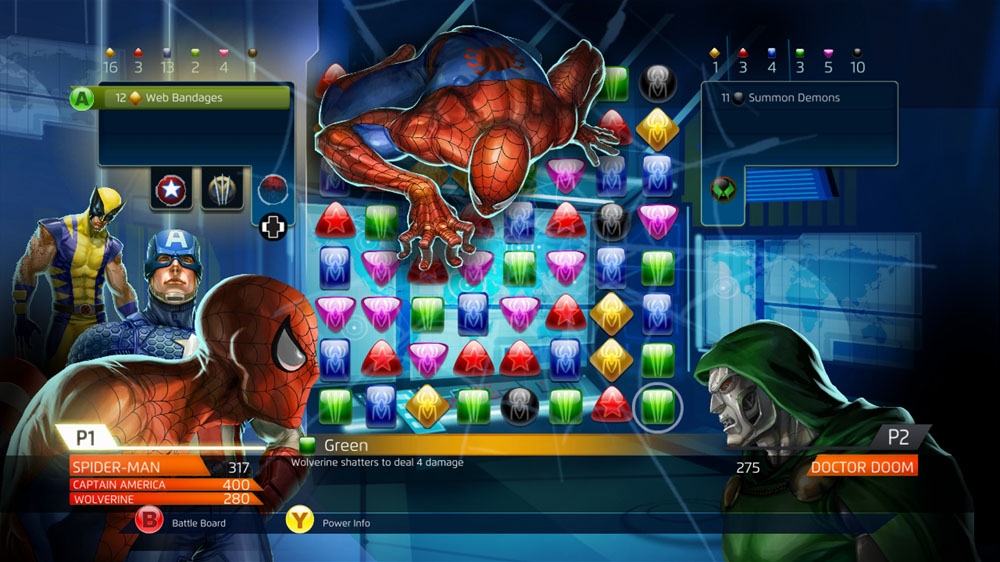 16 3 13 2 4 1
1 3 4 3 5 10
A 12 Web Bandages
11 Summon Demons
A
P1
P2
Green
SPIDER-MAN 317
Wolverine shatters to deal 4 damage
275 DOCTOR DOOM
CAPTAIN AMERICA 400
WOLVERINE 280
B Battle Board
Y Power Info